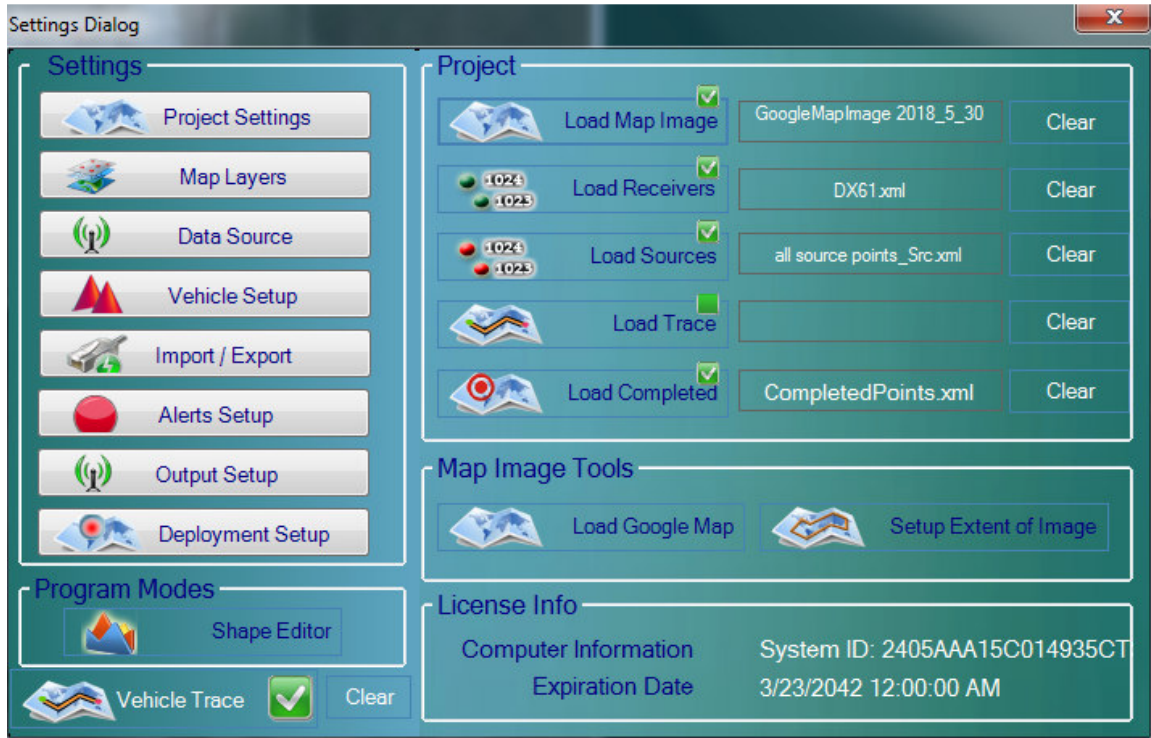 Settings Dialog
x
Settings
Project Settings
Map Layers
Data Source
Vehicle Setup
Import / Export
Alerts Setup
Output Setup
Deployment Setup
Program Modes
Shape Editor
Vehicle Trace
Clear
Project
Load Map Image GoogleMapImage 2018_5_30 Clear
1024
1023
Load Receivers DX61.xml Clear
1024
1023
Load Sources all source points_Src.xml Clear
Load Trace Clear
Load Completed CompletedPoints.xml Clear
Map Image Tools
Load Google Map Setup Extent of Image
License Info
Computer Information System ID: 2405AAA15C014935CT
Expiration Date 3/23/2042 12:00:00 AM